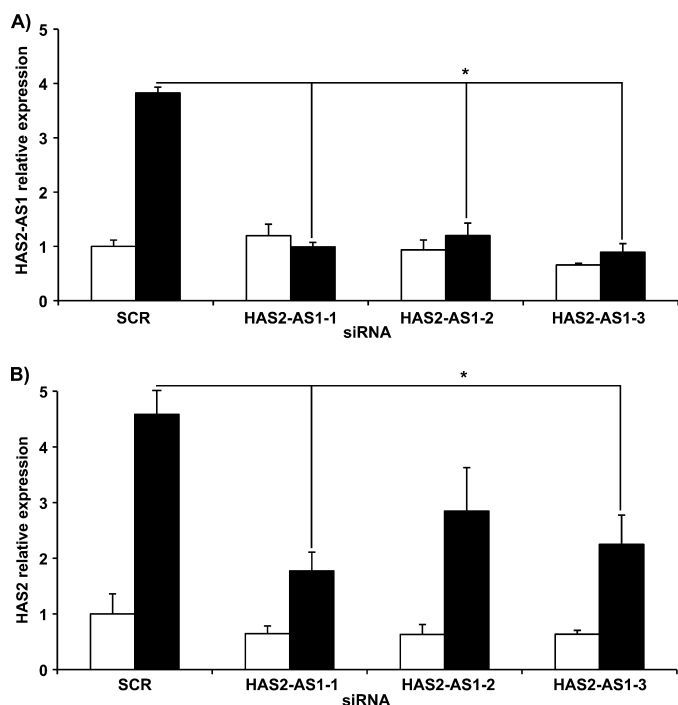 A)
HAS2-AS1 relative expression
5
4
3
2
1
0
*
SCR HAS2-AS1-1 HAS2-AS1-2 HAS2-AS1-3
siRNA
B)
HAS2 relative expression
5
4
3
2
1
0
*
SCR HAS2-AS1-1 HAS2-AS1-2 HAS2-AS1-3
siRNA